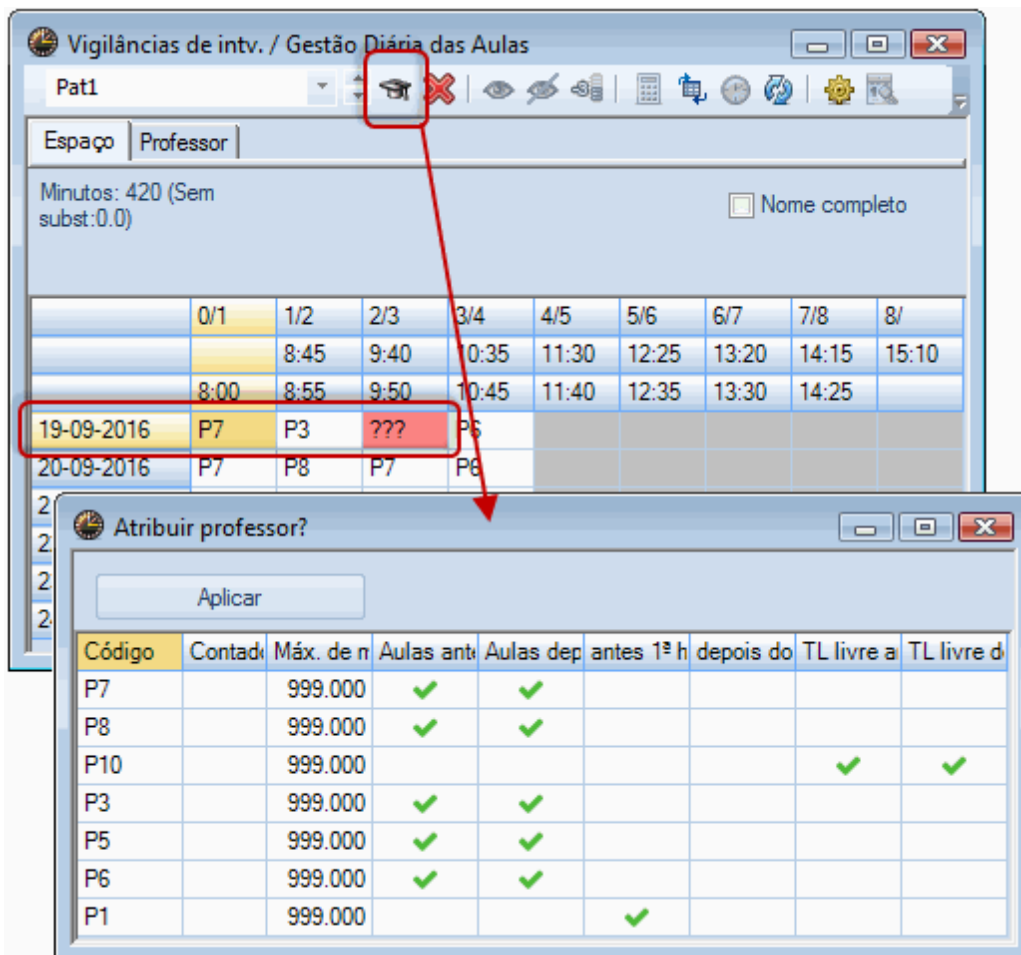 Vigilâncias de intv. / Gestão Diária das Aulas
Pat1
Espaço Professor
Minutos: 420 (Sem
subst:0.0)
Nome completo
0/1 1/2 2/3 3/4 4/5 5/6 6/7 7/8 8/
8:45 9:40 10:35 11:30 12:25 13:20 14:15 15:10
8:00 8:55 9:50 10:45 11:40 12:35 13:30 14:25
19-09-2016 P7 P3 ??? P6
20-09-2016 P7 P8 P7 P6
2
2
2
2
Atribuir professor?
Aplicar
Código Contado Máx. de m Aulas ante Aulas dep antes 1ª h depois do TL livre a TL livre d
P7 999.000
P8 999.000
P10 999.000
P3 999.000
P5 999.000
P6 999.000
P1 999.000